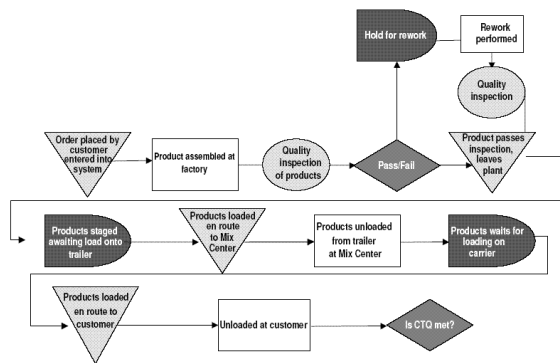 Hold for rework
Rework
performed
Quality
inspection
Order placed by
customer
entered into
system
Product assembled at
factory
Quality
inspection
of products
Pass/Fail
Product passes
inspection,
leaves
plant
Products staged
awaiting load onto
trailer
Products loaded
en route
to Mix
Center
Products unloaded
from trailer
at Mix Center
Products waits for
loading on
carrier
Products loaded
en route to
customer
Unloaded at customer
Is CTQ met?